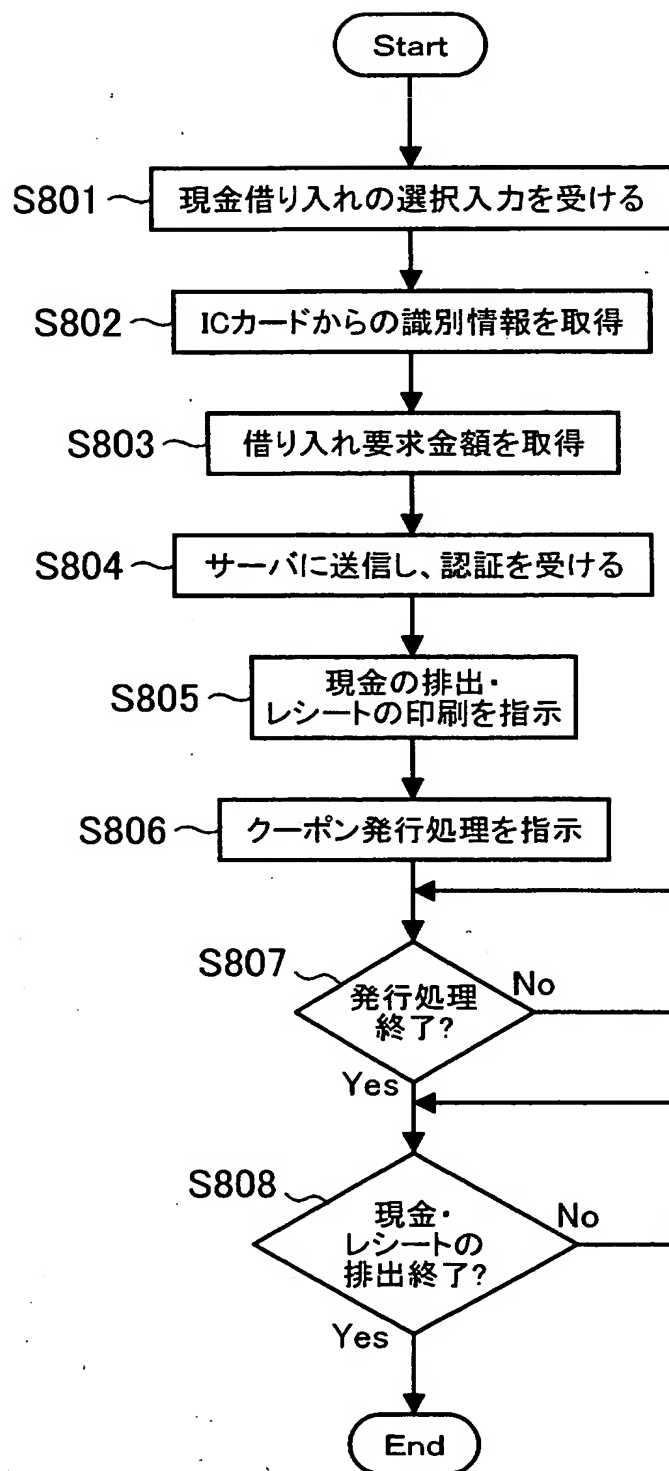 Start
S801
現金借り入れの選択入力を受ける
S802
ICカードからの識別情報を取得
S803
借り入れ要求金額を取得
S804
サーバに送信し、認証を受ける
S805
現金の排出・
レシートの印刷を指示
S806
クーポン発行処理を指示
S807
発行処理
終了?
No
Yes
S808
現金・
レシートの
排出終了?
No
Yes
End